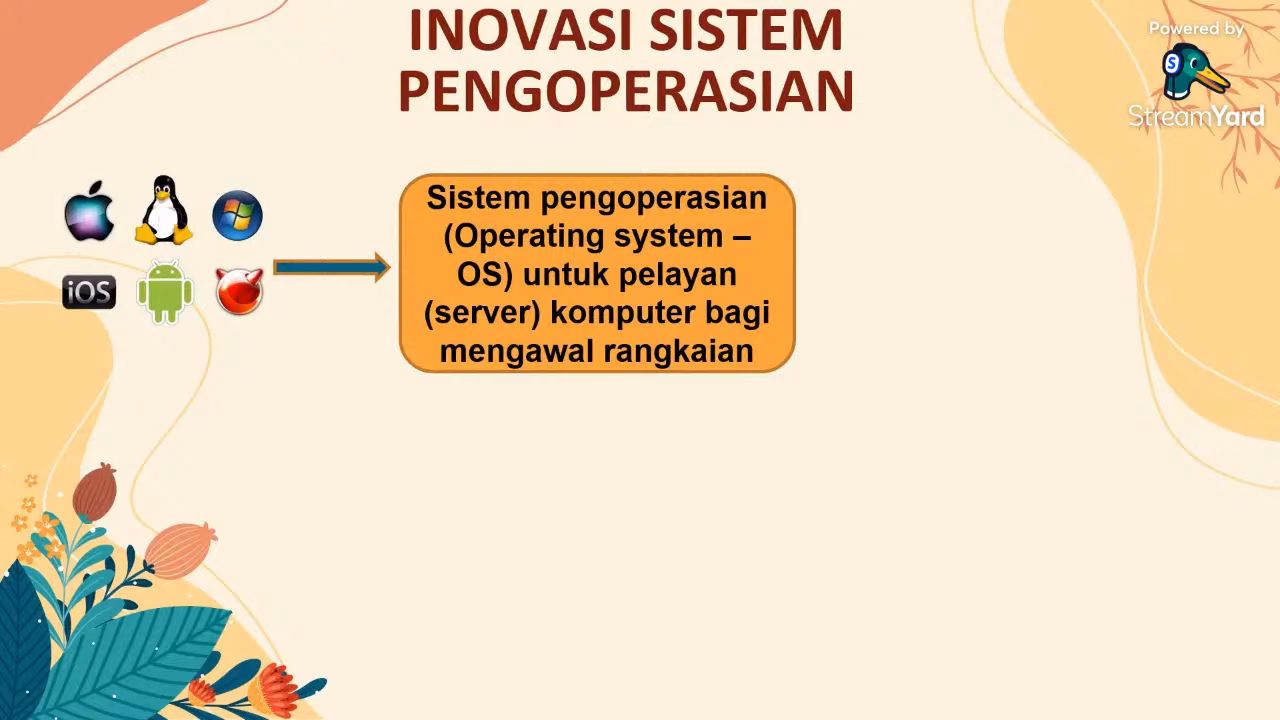 INOVASI SISTEM
PENGOPERASIAN
Powered by
S
StreamYard
iOS
Sistem pengoperasian
(Operating system –
OS) untuk pelayan
(server) komputer bagi
mengawal rangkaian